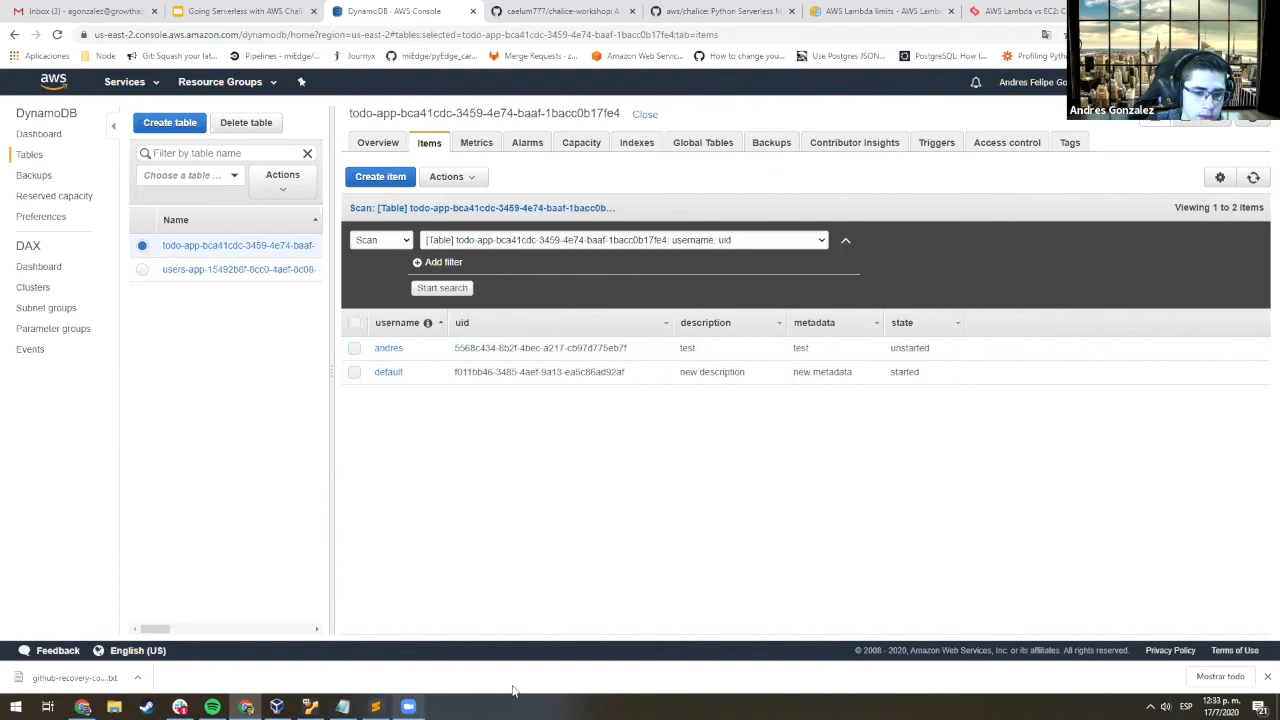 Inbox (3) - agonzalez@growtha
Going Serverless with AWS Chali
DynamoDB · AWS Console
caelum777/chalice-workshop: A
aws/chalice: Python Serverless M
AWS Lambda limits - AWS Lamb
AWS Lambda vs EC2: C
us-east-2.console.aws.amazon.com/dynamodb/home?region=us-east-2#tables:selected=todo-app-bca41cdc-3459-4e74-baaf-1bacc0b17fe4;tab=items
Aplicaciones
Node
Git Squash your lat...
Pipelines - miEdge/...
Journyx
miEdge/pyEdge_car...
Merge Requests - z...
Amazon Web Servic...
How to change you...
Use Postgres JSON...
PostgreSQL: How t...
Profiling Pytho
aws
Services
Resource Groups
Andres Felipe Go
Andres Gonzalez
DynamoDB
Dashboard
Tables
Backups
Reserved capacity
Preferences
DAX
Dashboard
Clusters
Subnet groups
Parameter groups
Events
Create table
Delete table
Filter by table name
Choose a table ...
Actions
Name
todo-app-bca41cdc-3459-4e74-baaf-
users-app-15492b8f-8cc0-4aef-8c08-
todo-app-bca41cdc-3459-4e74-baaf-1bacc0b17fe4 Close
Overview
Items
Metrics
Alarms
Capacity
Indexes
Global Tables
Backups
Contributor Insights
Triggers
Access control
Tags
Create item
Actions
Scan: [Table] todo-app-bca41cdc-3459-4e74-baaf-1bacc0b...
Viewing 1 to 2 items
Scan
[Table] todo-app-bca41cdc-3459-4e74-baaf-1bacc0b17fe4: username, uid
Add filter
Start search
username uid description metadata state
andres 5568c434-8b2f-4bec-a217-cb97d775eb7f test test unstarted
default f011bb46-3485-4aef-9a13-ea5c86ad92af new description new metadata started
Feedback
English (US)
© 2008 - 2020, Amazon Web Services, Inc. or its affiliates. All rights reserved.
Privacy Policy
Terms of Use
github-recovery-co....txt
Mostrar todo
ESP
12:33 p. m.
17/7/2020
21